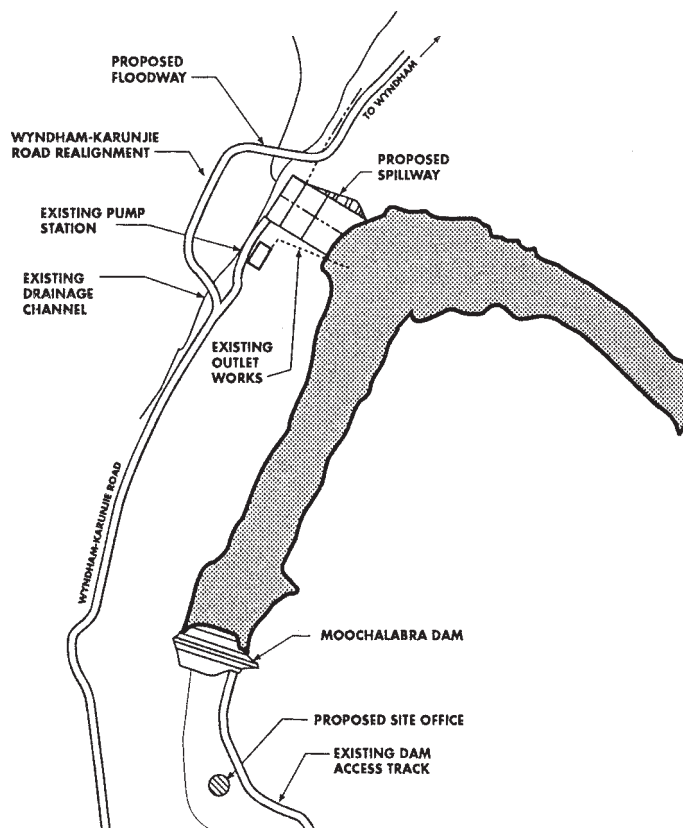 PROPOSED
FLOODWAY
TO WYNDHAM
WYNDHAM-KARUNJIE
ROAD REALIGNMENT
PROPOSED
SPILLWAY
EXISTING PUMP
STATION
EXISTING
DRAINAGE
CHANNEL
EXISTING
OUTLET
WORKS
WYNDHAM-KARUNJIE ROAD
MOOCHALABRA DAM
PROPOSED SITE OFFICE
EXISTING DAM
ACCESS TRACK